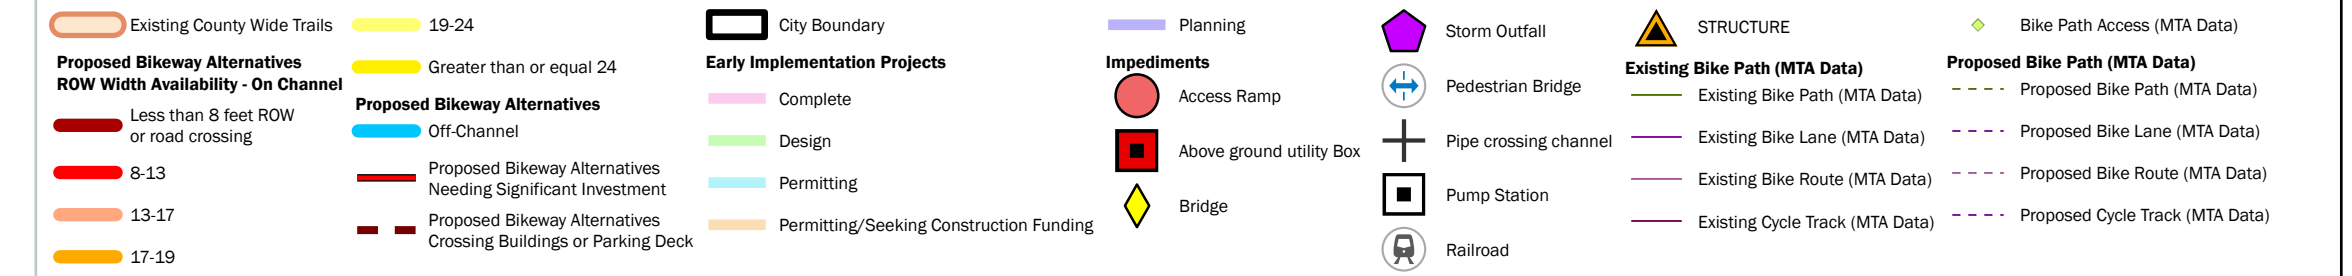 Existing County Wide Trails
Proposed Bikeway Alternatives
ROW Width Availability - On Channel
Less than 8 feet ROW
or road crossing
8-13
13-17
17-19
19-24
Greater than or equal 24
Proposed Bikeway Alternatives
Off-Channel
Proposed Bikeway Alternatives
Needing Significant Investment
Proposed Bikeway Alternatives
Crossing Buildings or Parking Deck
City Boundary
Early Implementation Projects
Complete
Design
Permitting
Permitting/Seeking Construction Funding
Planning
Impediments
Access Ramp
Above ground utility Box
Bridge
Storm Outfall
Pedestrian Bridge
Pipe crossing channel
Pump Station
Railroad
STRUCTURE
Existing Bike Path (MTA Data)
Existing Bike Path (MTA Data)
Existing Bike Lane (MTA Data)
Existing Bike Route (MTA Data)
Existing Cycle Track (MTA Data)
Bike Path Access (MTA Data)
Proposed Bike Path (MTA Data)
Proposed Bike Path (MTA Data)
Proposed Bike Lane (MTA Data)
Proposed Bike Route (MTA Data)
Proposed Cycle Track (MTA Data)